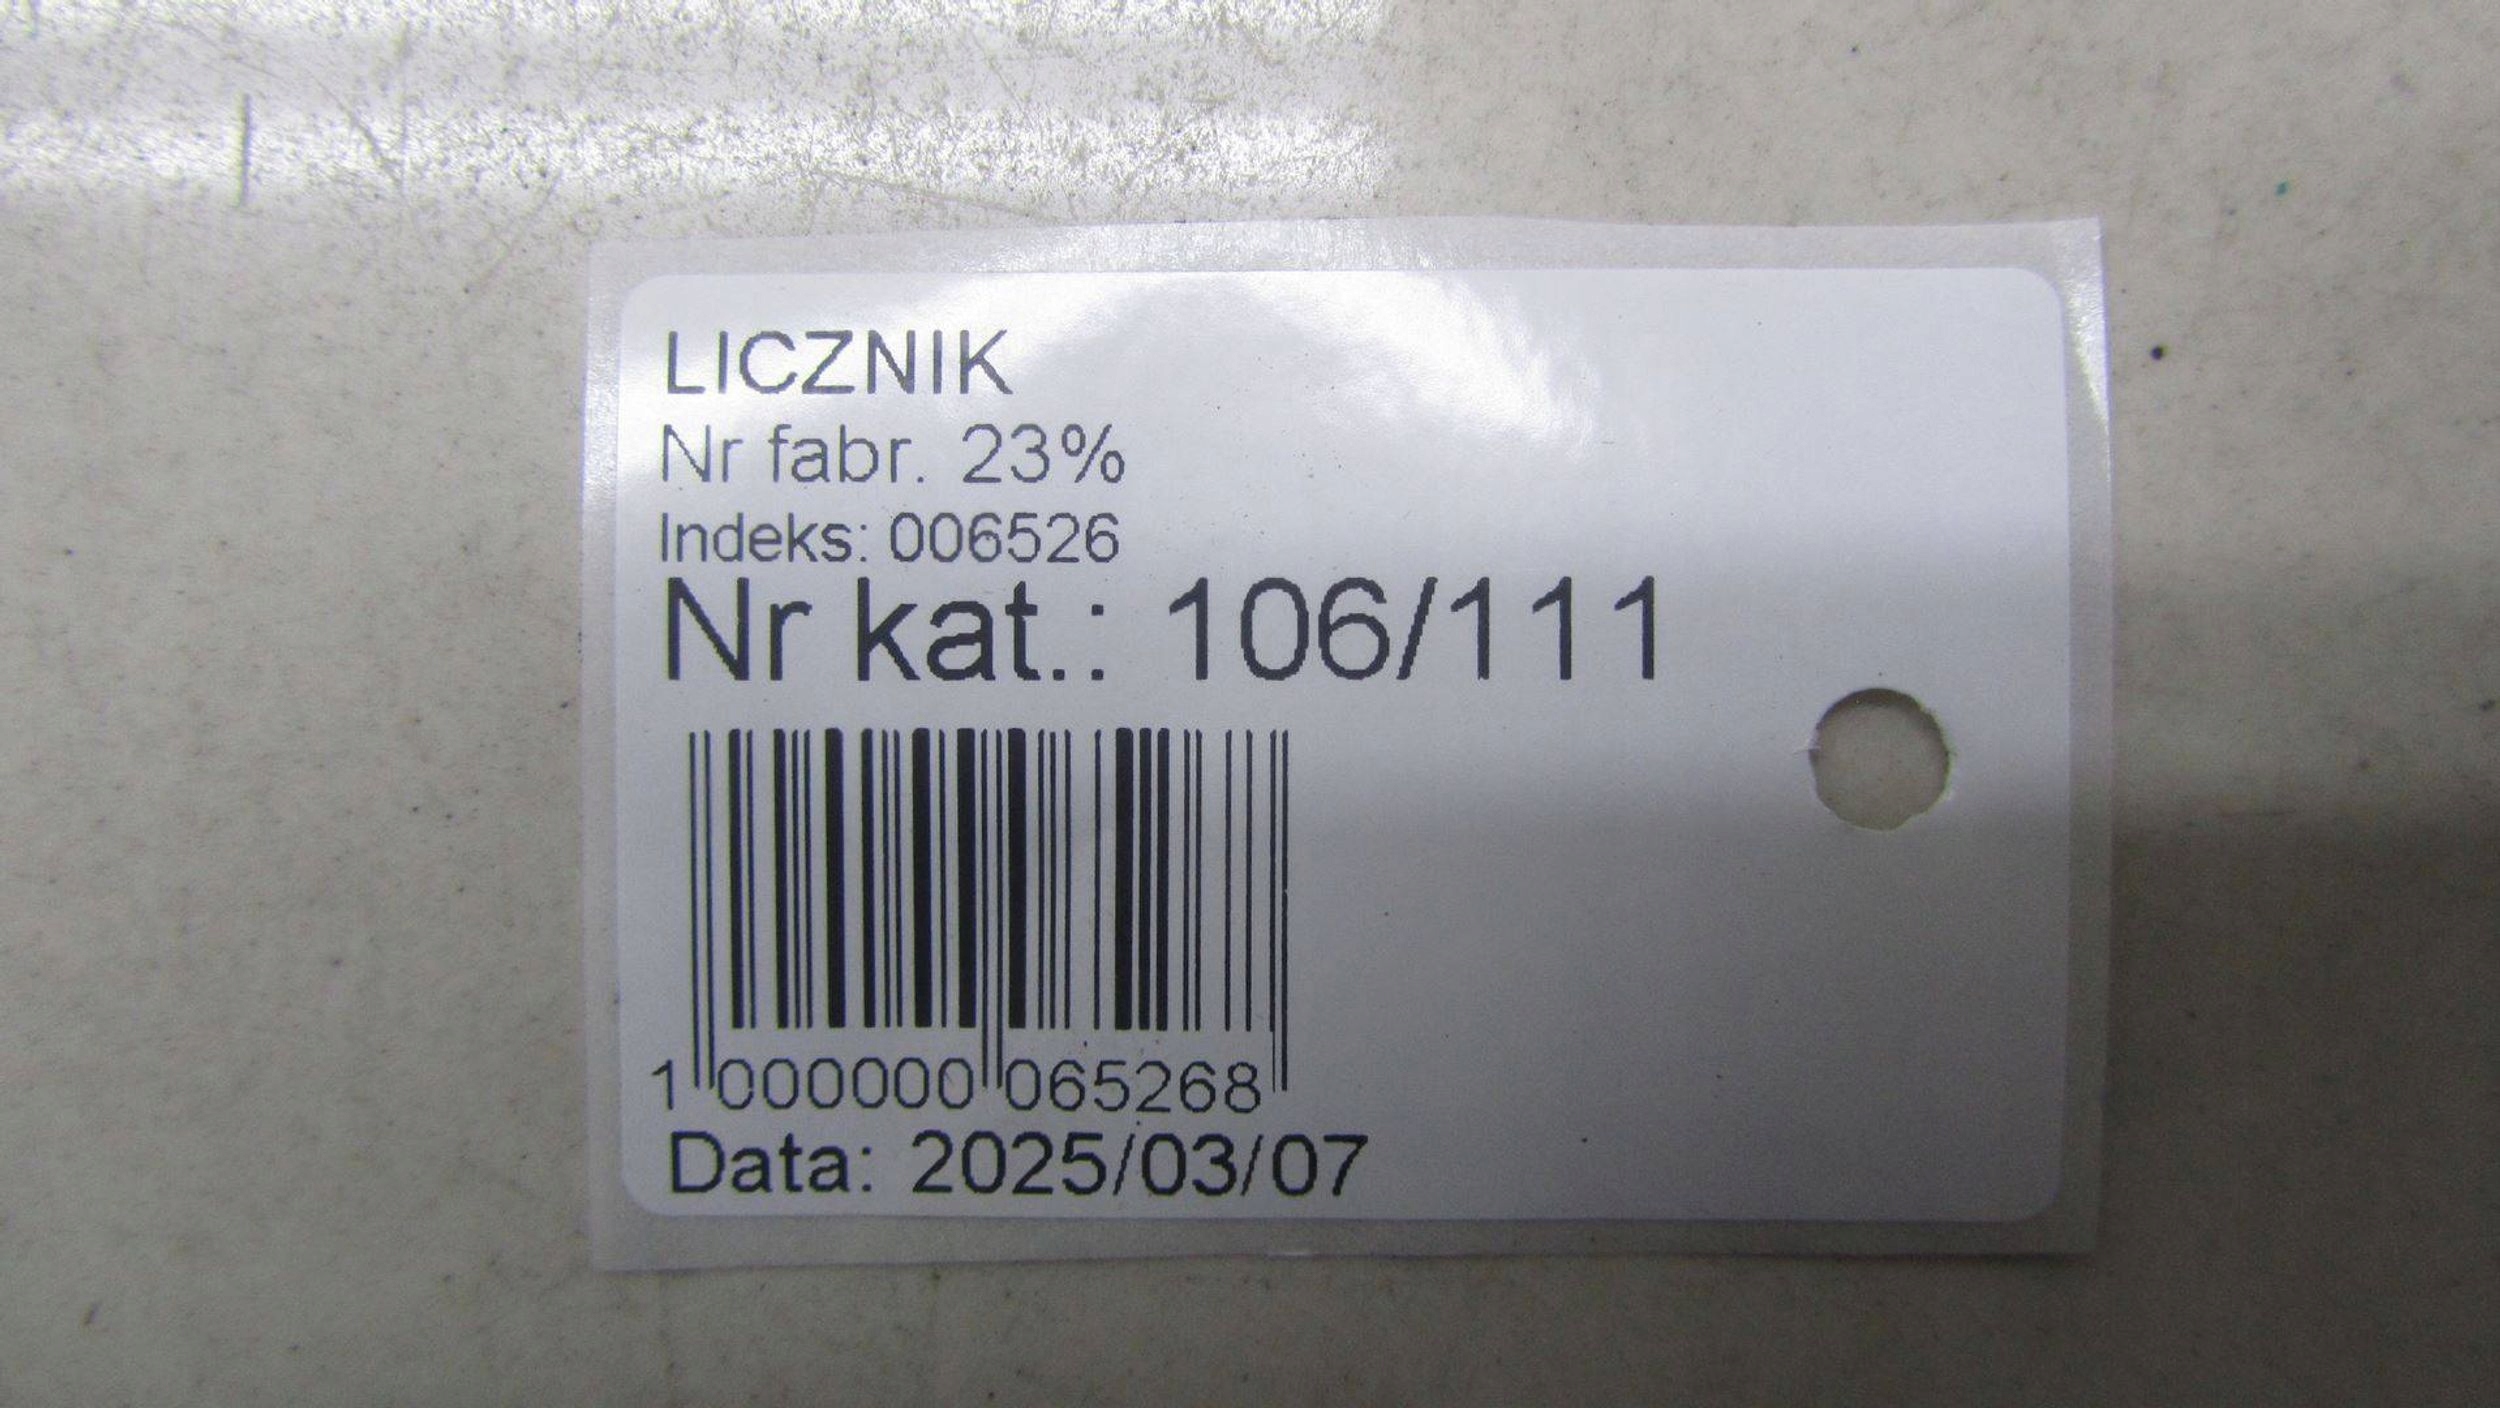 LICZNIK
Nr fabr. 23%
Indeks: 006526
Nr kat.: 106/111
1 000000 065268
Data: 2025/03/07